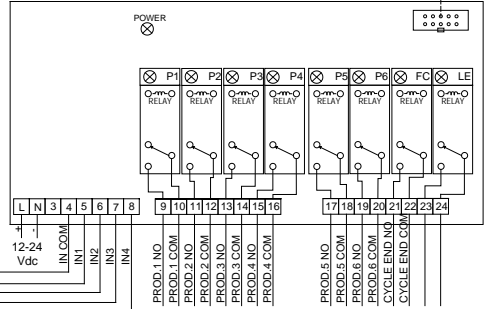 POWER
P1 P2 P3 P4 P5 P6 FC LE
RELAY RELAY RELAY RELAY RELAY RELAY RELAY RELAY
L N 3 4 5 6 7 8 9 10 11 12 13 14 15 16 17 18 19 20 21 22 23 24
+ -
12-24
Vdc
IN COM
IN1
IN2
IN3
IN4
PROD.1 NO
PROD.1 COM
PROD.2 NO
PROD.2 COM
PROD.3 NO
PROD.3 COM
PROD.4 NO
PROD.4 COM
PROD.5 NO
PROD.5 COM
PROD.6 NO
PROD.6 COM
CYCLE END NO
CYCLE END COM